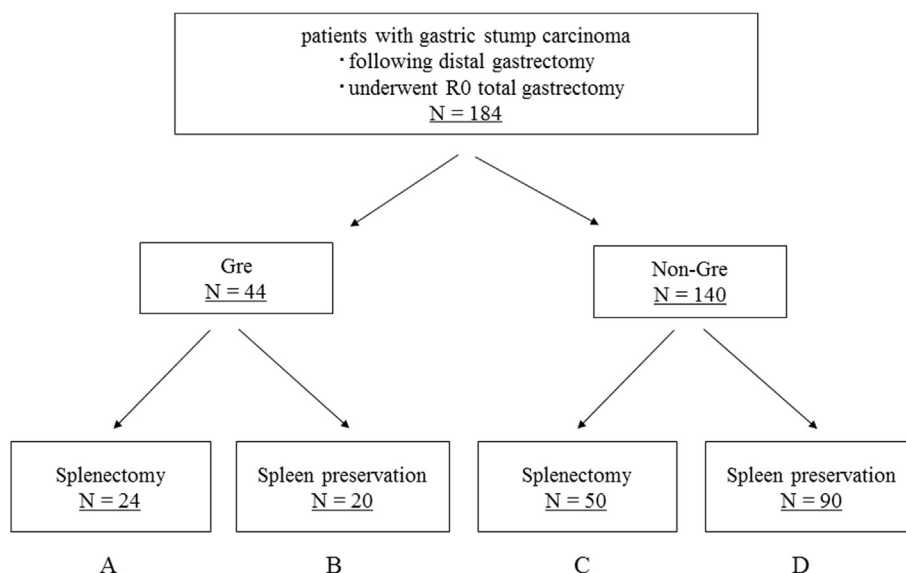 patients with gastric stump carcinoma
・following distal gastrectomy
・underwent R0 total gastrectomy
N = 184
Gre
N = 44
Non-Gre
N = 140
Splenectomy
N = 24
Spleen preservation
N = 20
Splenectomy
N = 50
Spleen preservation
N = 90
A
B
C
D